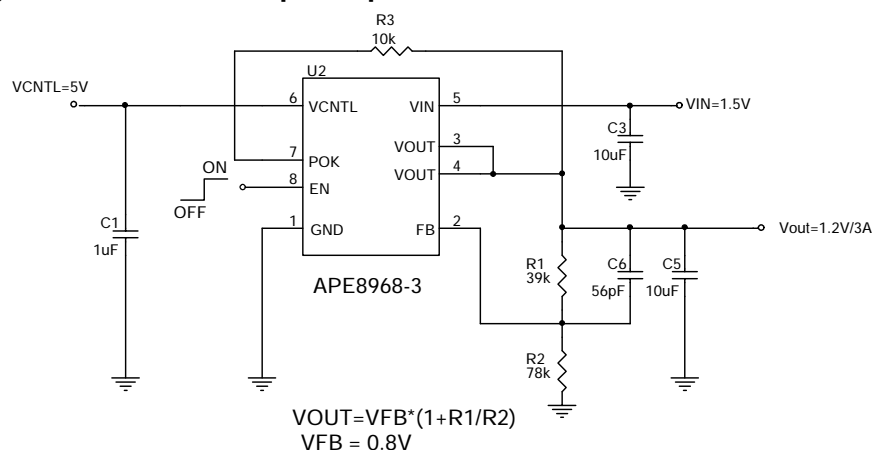 R3
10k
U2
VCNTL=5V
6
VCNTL
VIN
5
VIN=1.5V
C3
10uF
VOUT
3
7
POK
VOUT
4
ON
OFF
8
EN
C1
1uF
1
GND
FB
2
Vout=1.2V/3A
R1
39k
C6
56pF
C5
10uF
APE8968-3
R2
78k
VOUT=VFB*(1+R1/R2)
VFB = 0.8V